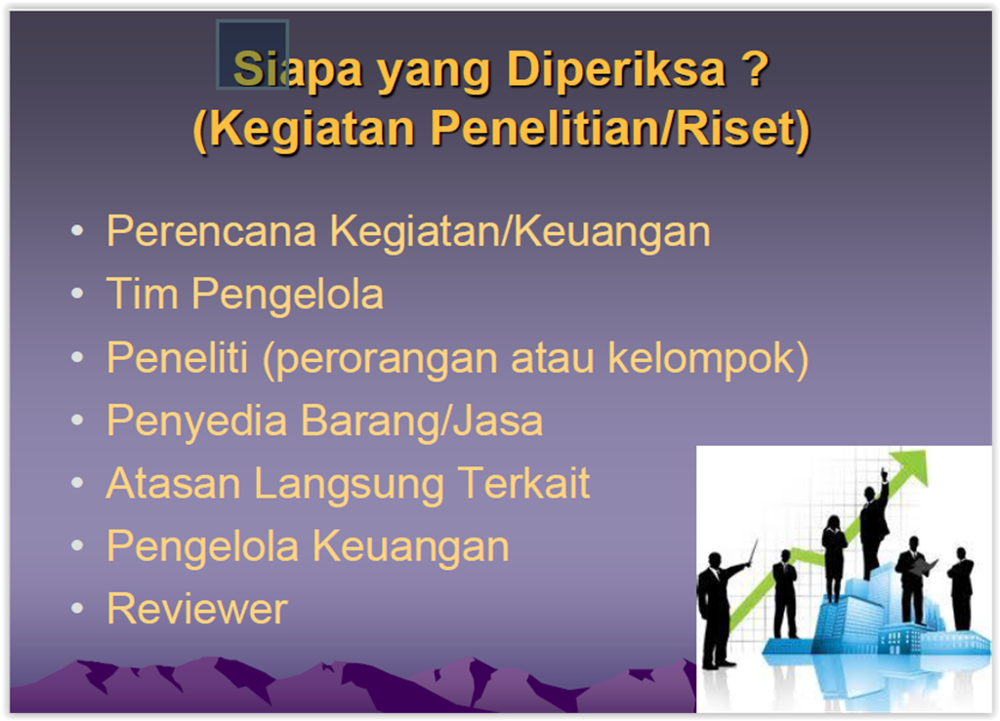 Siapa yang Diperiksa ?
(Kegiatan Penelitian/Riset)
• Perencana Kegiatan/Keuangan
• Tim Pengelola
• Peneliti (perorangan atau kelompok)
• Penyedia Barang/Jasa
• Atasan Langsung Terkait
• Pengelola Keuangan
• Reviewer